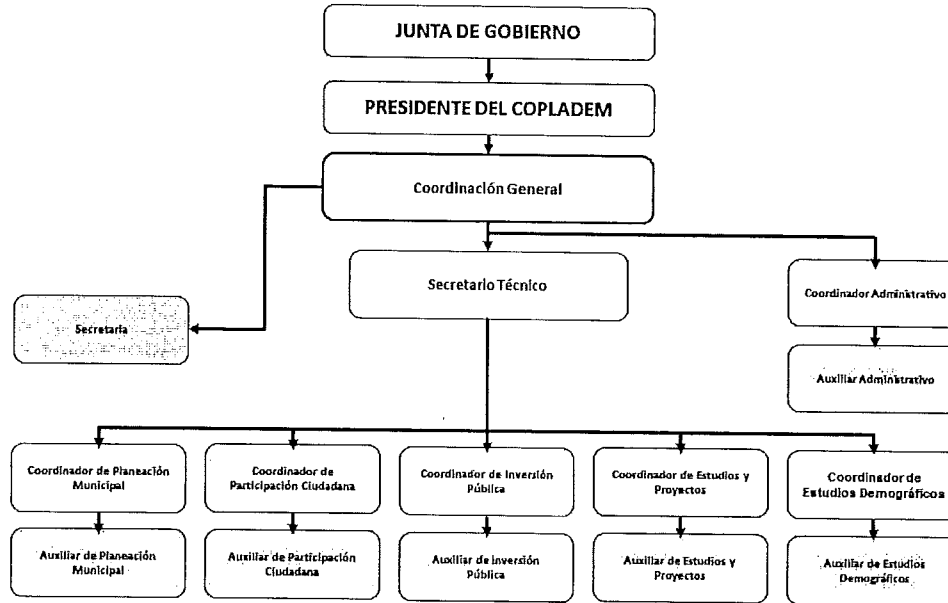 JUNTA DE GOBIERNO
PRESIDENTE DEL COPLADEM
Coordinación General
Secretario Técnico
Coordinador Administrativo
Secretaria
Auxiliar Administrativo
Coordinador de Planeación
Municipal
Coordinador de
Participación Ciudadana
Coordinador de Inversión
Pública
Coordinador de Estudios y
Proyectos
Coordinador de
Estudios Demográficos
Auxiliar de Planeación
Municipal
Auxiliar de Participación
Ciudadana
Auxiliar de Inversión
Pública
Auxiliar de Estudios y
Proyectos
Auxiliar de Estudios
Demográficos